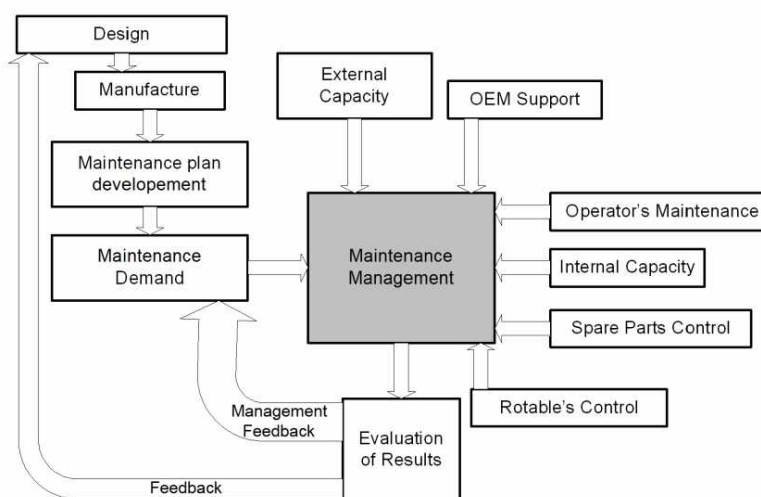 Design
Manufacture
Maintenance plan
developement
Maintenance
Demand
External
Capacity
OEM Support
Maintenance
Management
Operator's Maintenance
Internal Capacity
Spare Parts Control
Rotable's Control
Management
Feedback
Evaluation
of Results
Feedback